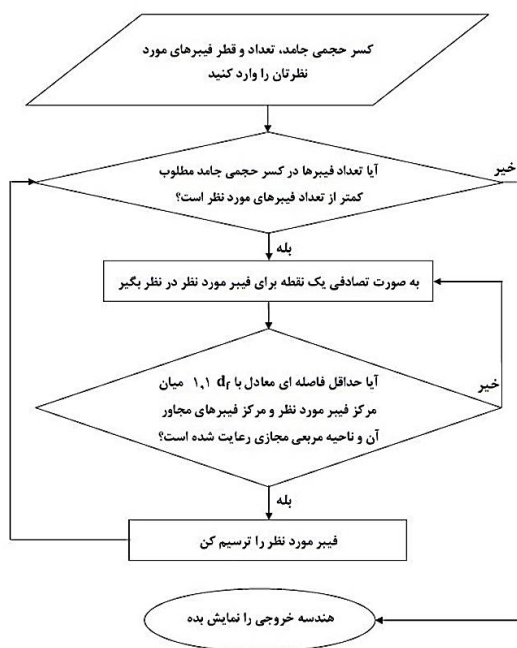 کسر حجمی جامد، تعداد و قطر فیبرهای مورد
نظرتان را وارد کنید
آیا تعداد فیبرها در کسر حجمی جامد مطلوب
کمتر از تعداد فیبرهای مورد نظر است؟
خیر
بله
به صورت تصادفی یک نقطه برای فیبر مورد نظر در نظر بگیر
آیا حداقل فاصله ای معادل با ۱,۱ df میان
مرکز فیبر مورد نظر و مرکز فیبرهای مجاور
آن و ناحیه مربعی مجازی رعایت شده است؟
خیر
بله
فیبر مورد نظر را ترسیم کن
هندسه خروجی را نمایش بده